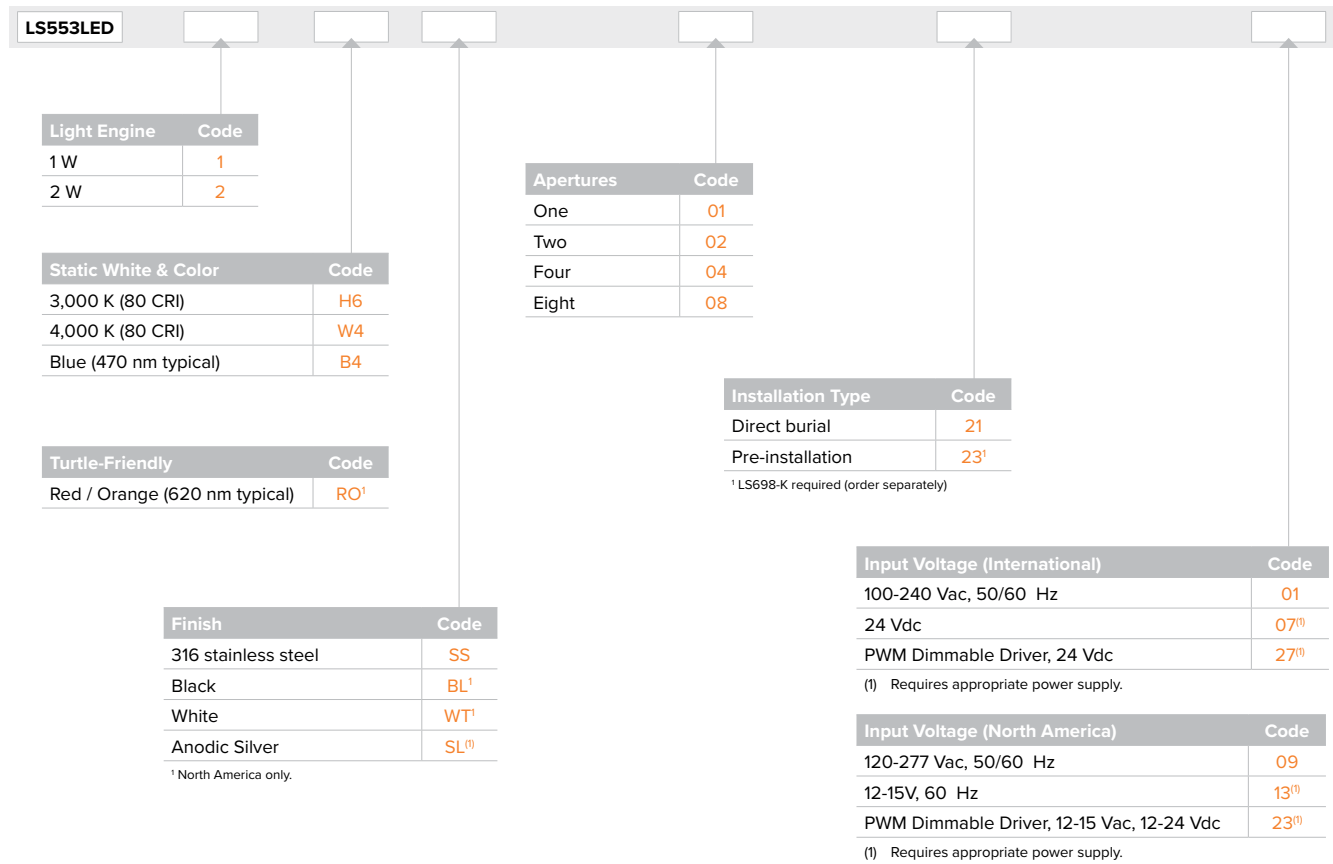 LS553LED
Light Engine Code
1 W 1
2 W 2
Static White & Color Code
3,000 K (80 CRI) H6
4,000 K (80 CRI) W4
Blue (470 nm typical) B4
Turtle-Friendly Code
Red / Orange (620 nm typical) RO¹
Finish Code
316 stainless steel SS
Black BL¹
White WT¹
Anodic Silver SL⁽¹⁾
¹ North America only.
Apertures Code
One 01
Two 02
Four 04
Eight 08
Installation Type Code
Direct burial 21
Pre-installation 23¹
¹ LS698-K required (order separately)
Input Voltage (International) Code
100-240 Vac, 50/60 Hz 01
24 Vdc 07⁽¹⁾
PWM Dimmable Driver, 24 Vdc 27⁽¹⁾
(1) Requires appropriate power supply.
Input Voltage (North America) Code
120-277 Vac, 50/60 Hz 09
12-15V, 60 Hz 13⁽¹⁾
PWM Dimmable Driver, 12-15 Vac, 12-24 Vdc 23⁽¹⁾
(1) Requires appropriate power supply.